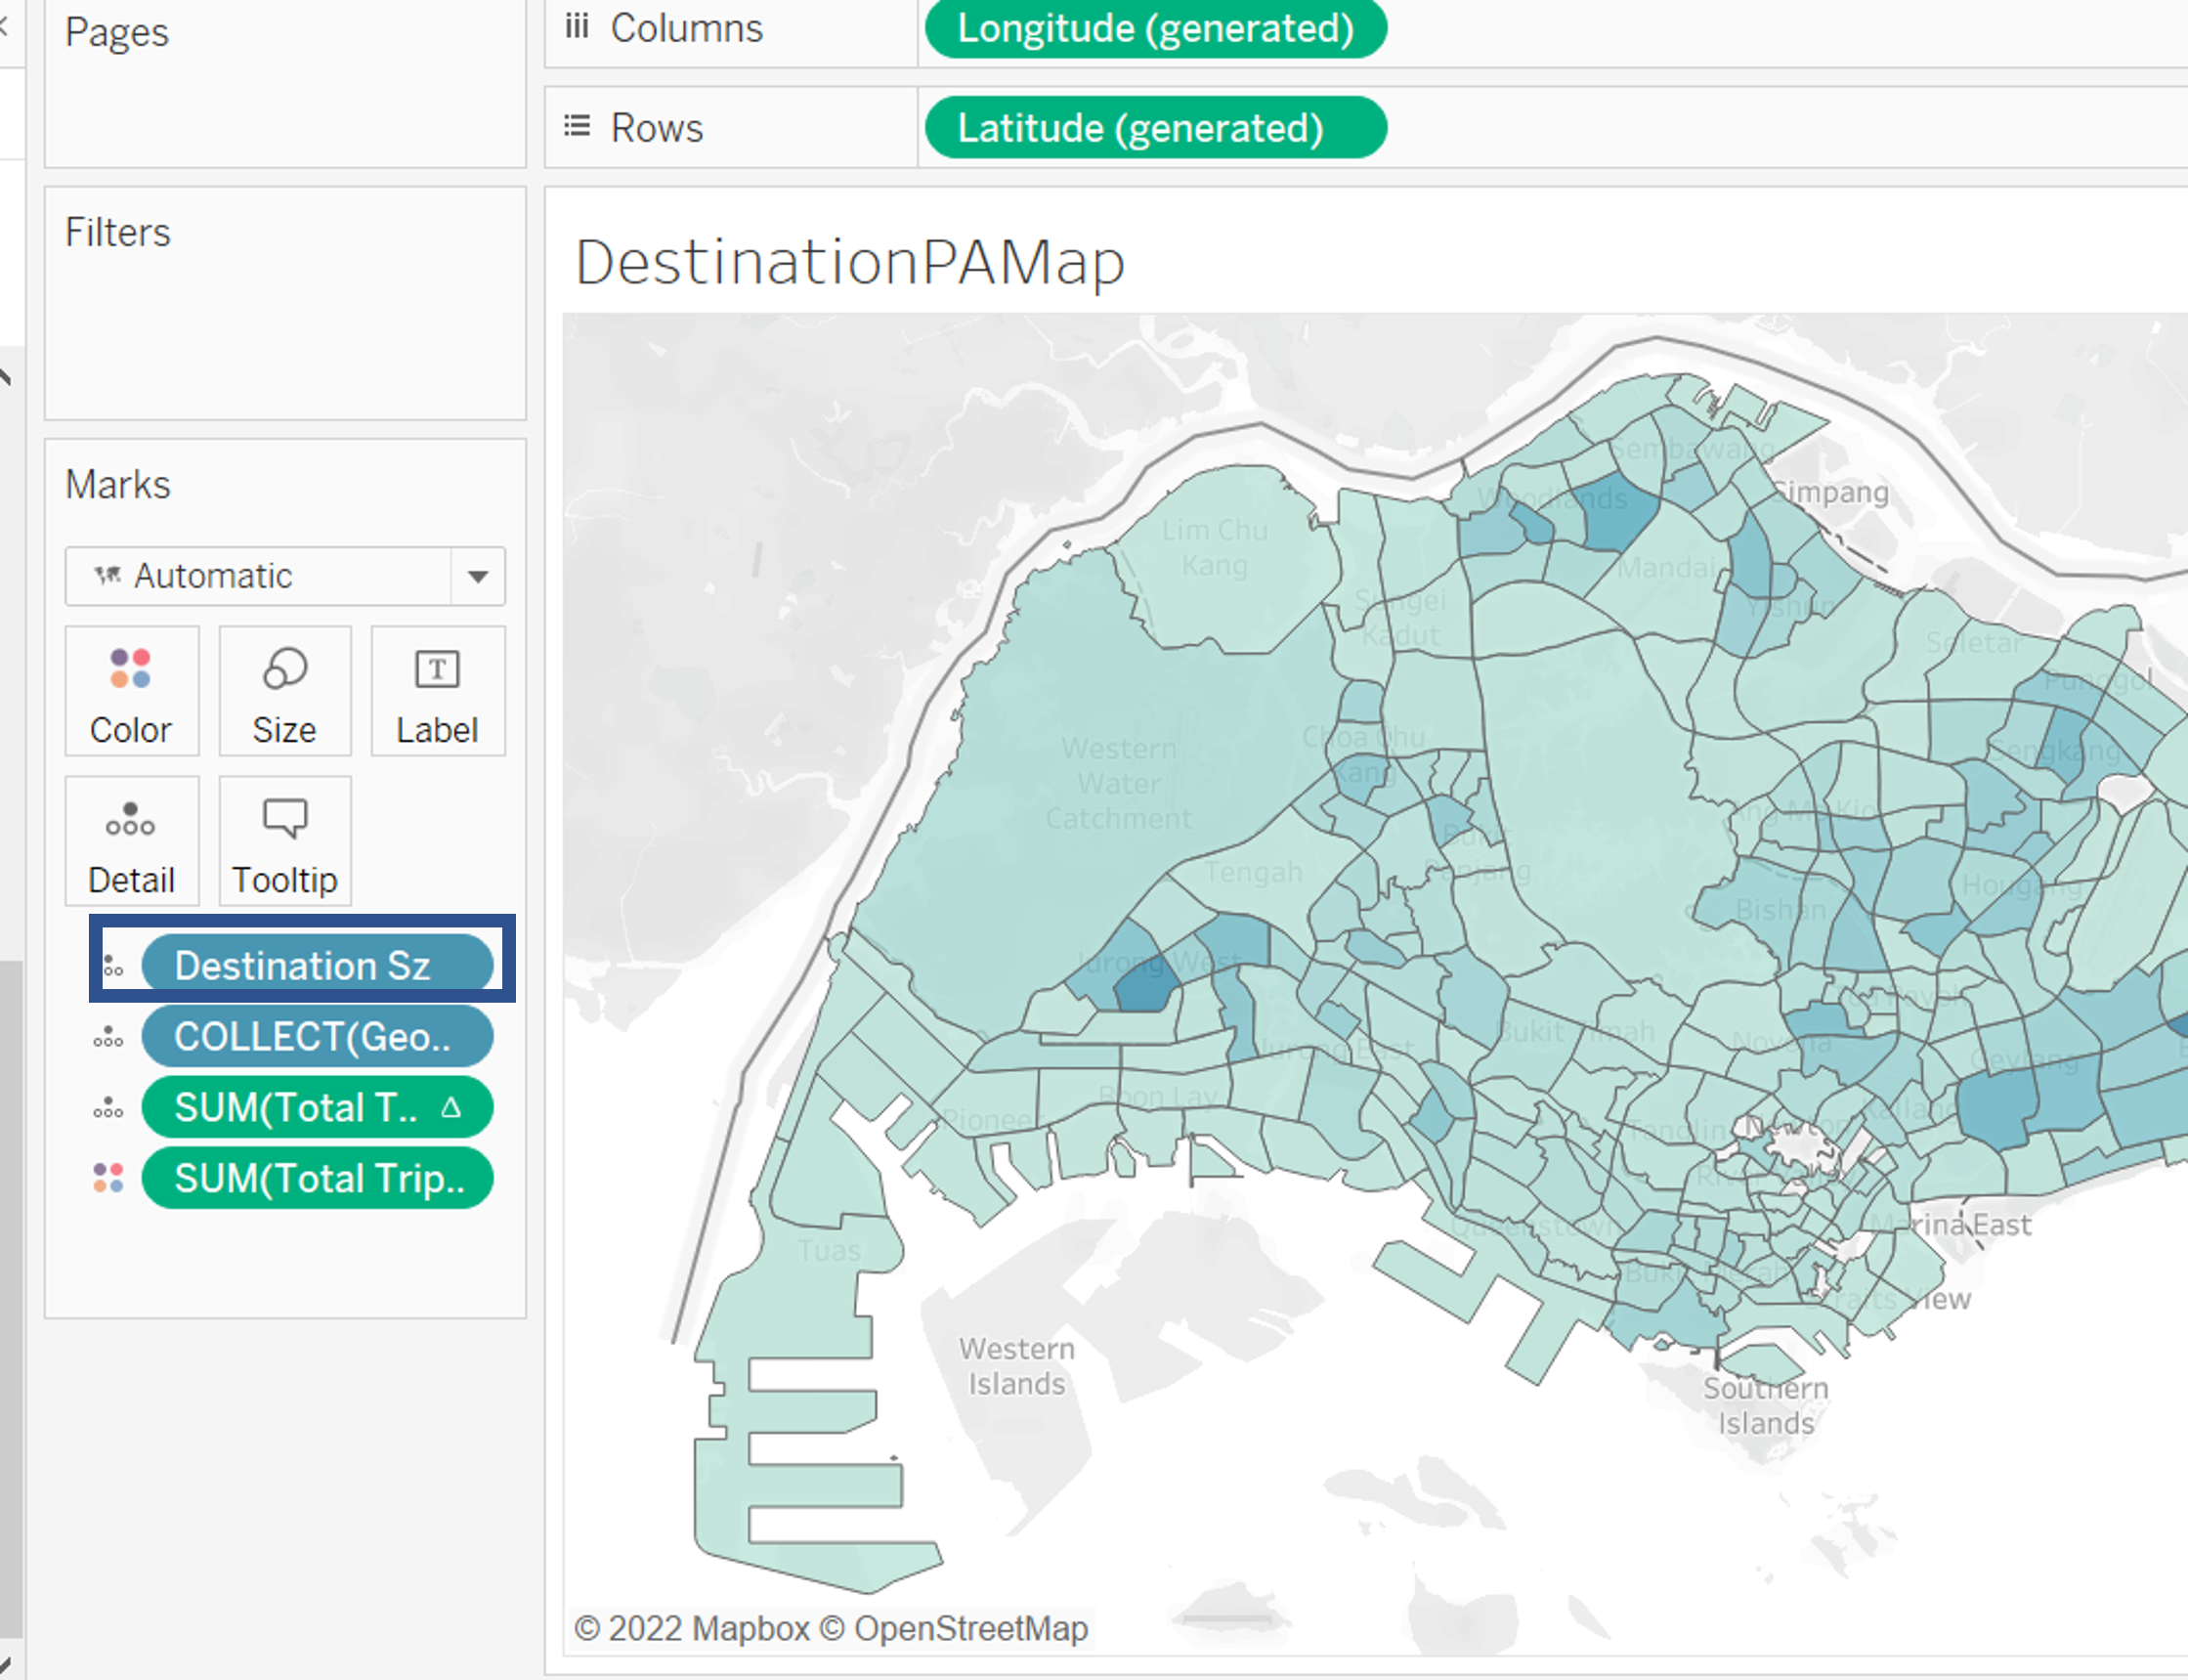 Pages
iii Columns
Longitude (generated)
Rows
Latitude (generated)
Filters
DestinationPAMap
Marks
Automatic
Color
Size
Label
Detail
Tooltip
Destination Sz
COLLECT(Geo..
SUM(Total T.. Δ
SUM(Total Trip..
Sembawang
Simpang
Woodlands
Lim Chu
Kang
Mandai
Sungei
Kadut
Yishun
Seletar
Punggol
Choa Chu
Kang
Sengkang
Western
Water
Catchment
Ang Mo Kio
Bukit
Panjang
Tengah
Hougang
Bishan
Jurong West
Toa Payoh
Bukit Timah
Novena
Jurong East
Geylang
Boon Lay
Pioneer
Kallang
Tanglin
Newton
River Valley
Queenstown
Marina East
Tuas
Bukit Merah
Straits View
Western
Islands
Southern
Islands
© 2022 Mapbox © OpenStreetMap